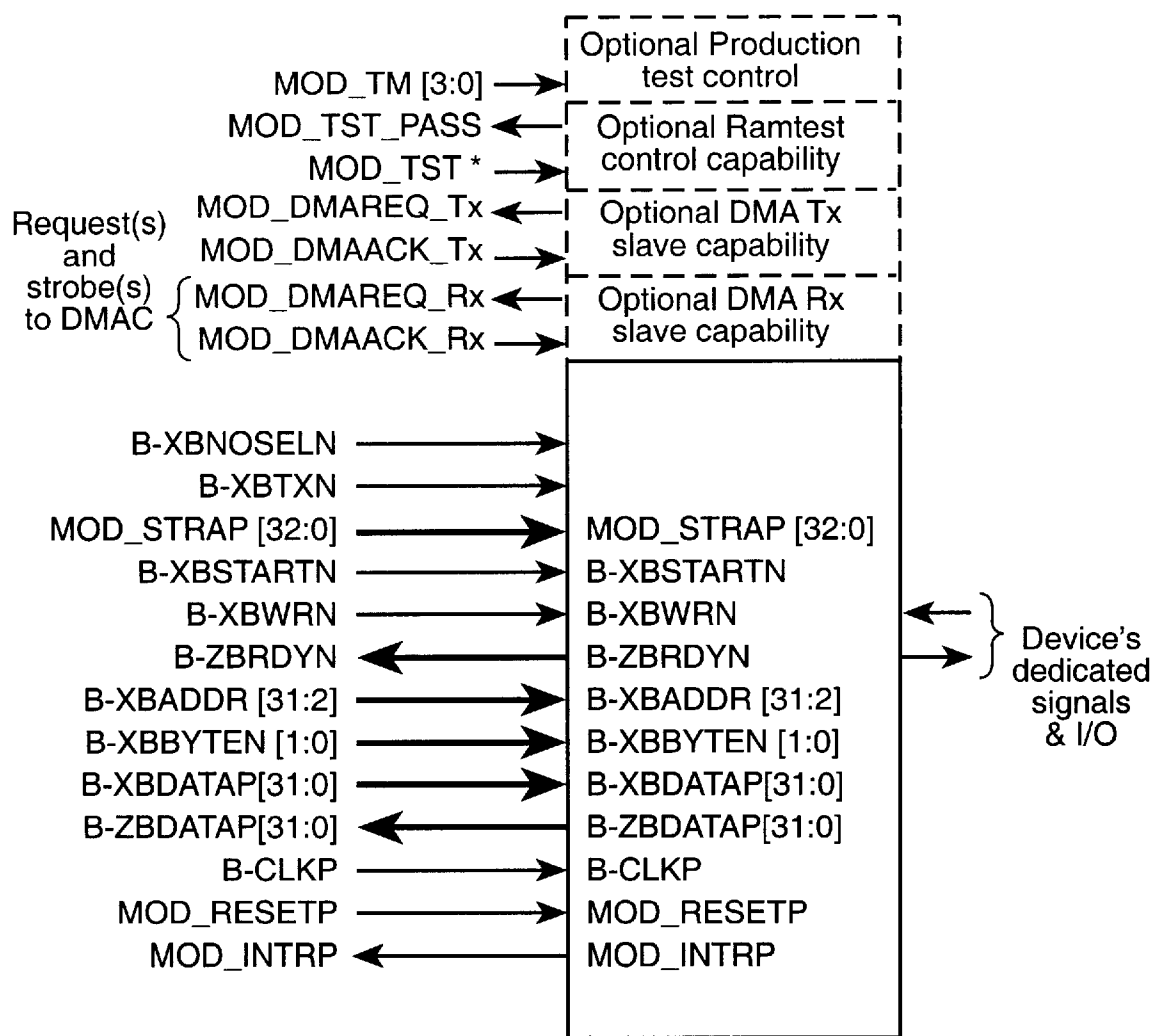 Optional Production
test control
MOD_TM [3:0]
MOD_TST_PASS
Optional Ramtest
control capability
MOD_TST *
MOD_DMAREQ_Tx
Optional DMA Tx
slave capability
MOD_DMAACK_Tx
Request(s)
and
strobe(s)
to DMAC
MOD_DMAREQ_Rx
Optional DMA Rx
slave capability
MOD_DMAACK_Rx
B-XBNOSELN
B-XBTXN
MOD_STRAP [32:0] MOD_STRAP [32:0]
B-XBSTARTN B-XBSTARTN
B-XBWRN B-XBWRN
B-ZBRDYN B-ZBRDYN
B-XBADDR [31:2] B-XBADDR [31:2]
B-XBBYTEN [1:0] B-XBBYTEN [1:0]
B-XBDATAP[31:0] B-XBDATAP[31:0]
B-ZBDATAP[31:0] B-ZBDATAP[31:0]
B-CLKP B-CLKP
MOD_RESETP MOD_RESETP
MOD_INTRP MOD_INTRP
Device's
dedicated
signals
& I/O